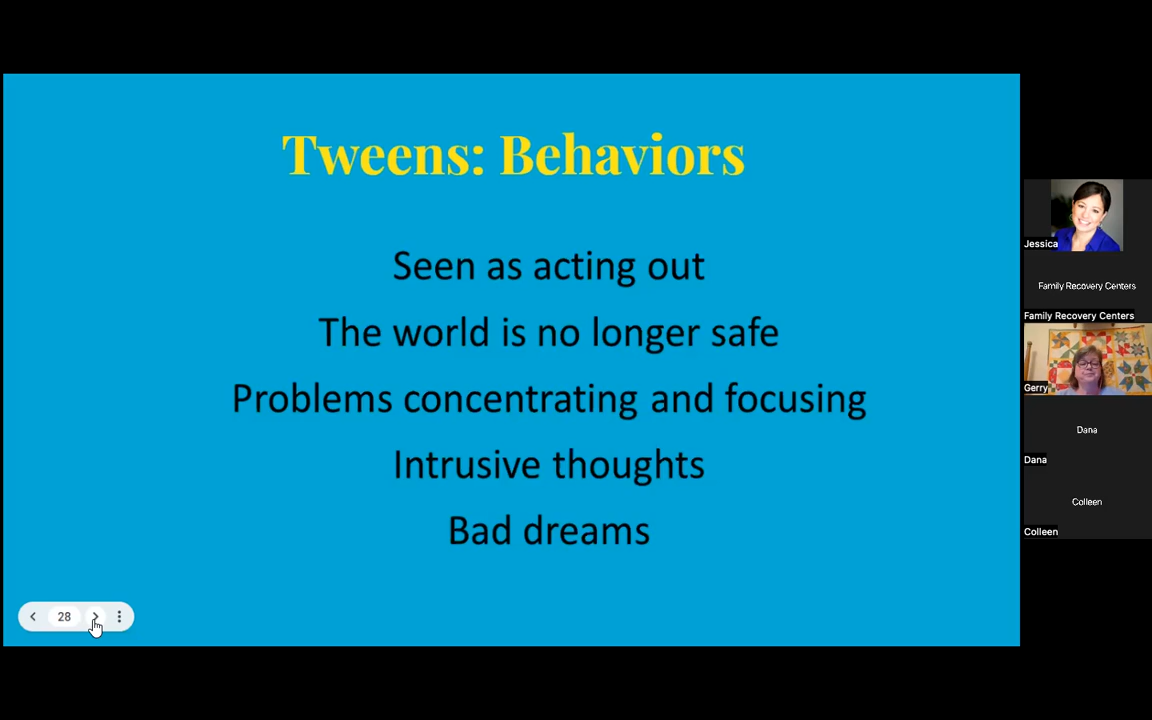 Tweens: Behaviors
Seen as acting out
The world is no longer safe
Problems concentrating and focusing
Intrusive thoughts
Bad dreams
28
Jessica
Family Recovery Centers
Family Recovery Centers
Gerry
Dana
Dana
Colleen
Colleen